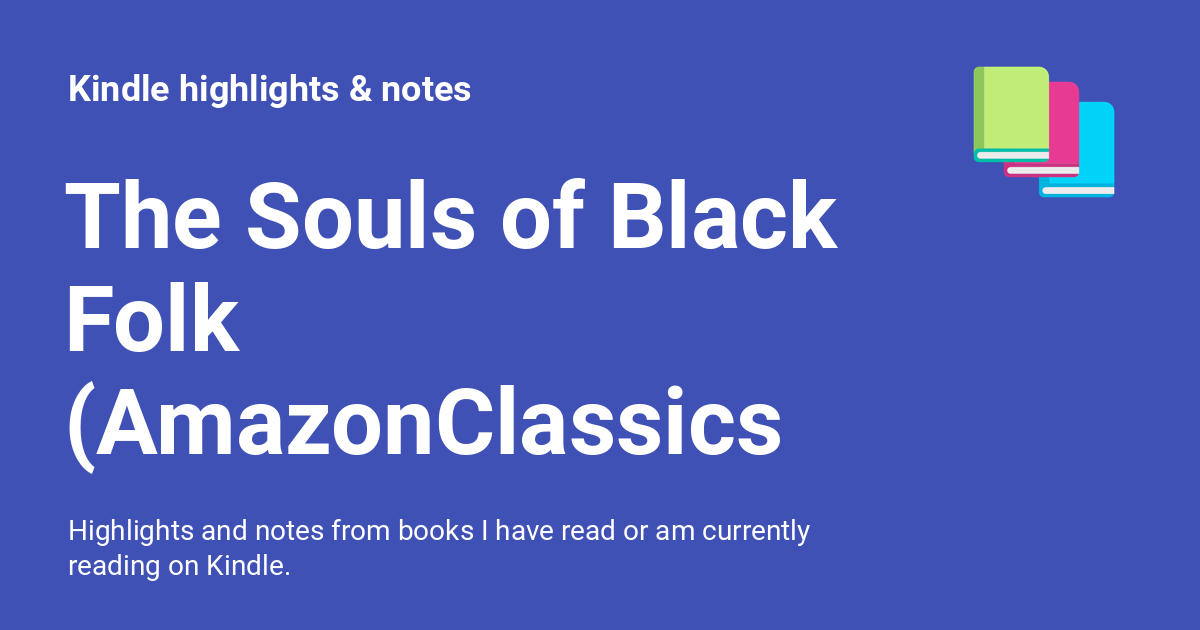 Kindle highlights & notes
The Souls of Black
Folk
(AmazonClassics
Highlights and notes from books I have read or am currently
reading on Kindle.